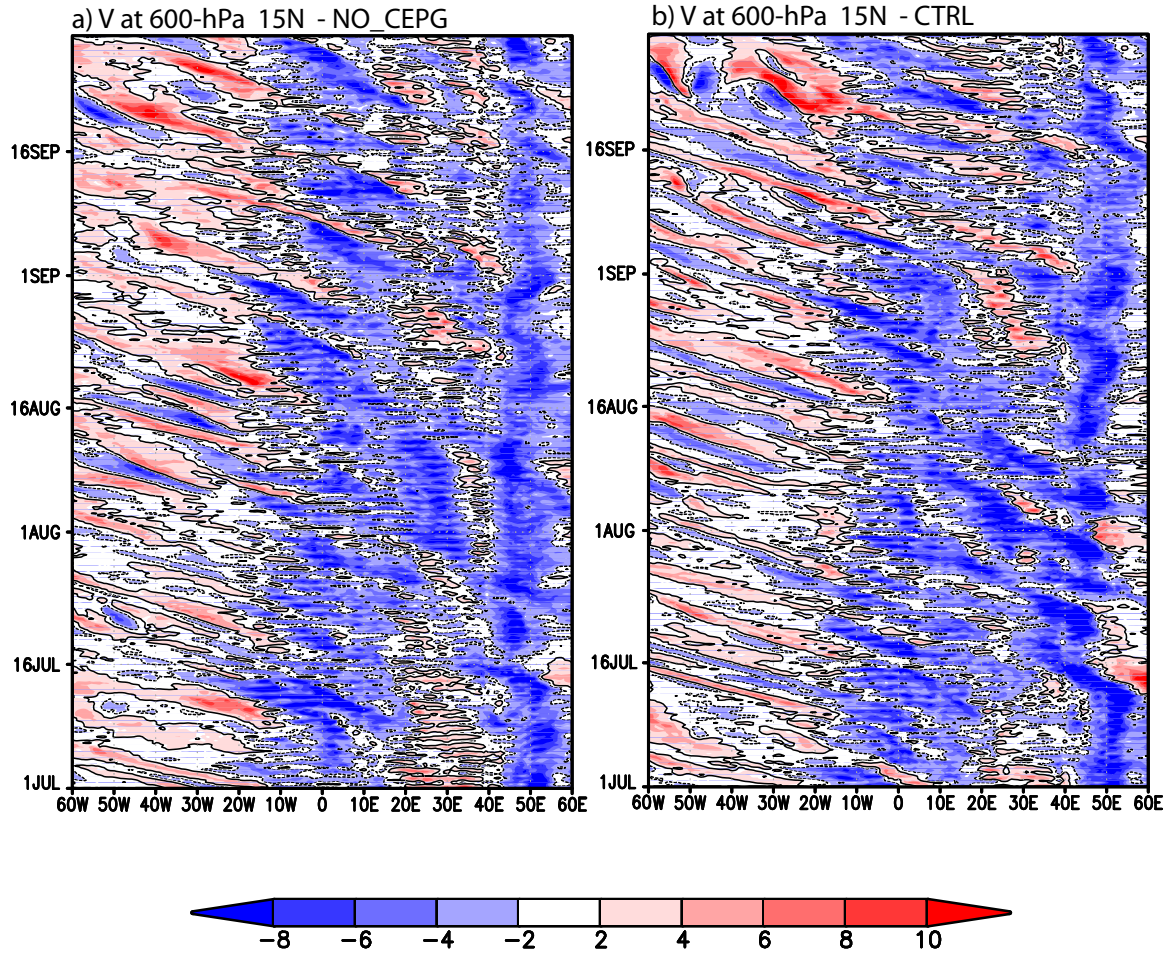 a) V at 600-hPa 15N - NO_CEPG
b) V at 600-hPa 15N - CTRL
16SEP
1SEP
16AUG
1AUG
16JUL
1JUL
60W 50W 40W 30W 20W 10W 0 10E 20E 30E 40E 50E 60E
16SEP
1SEP
16AUG
1AUG
16JUL
1JUL
60W 50W 40W 30W 20W 10W 0 10E 20E 30E 40E 50E 60E
-8 -6 -4 -2 2 4 6 8 10